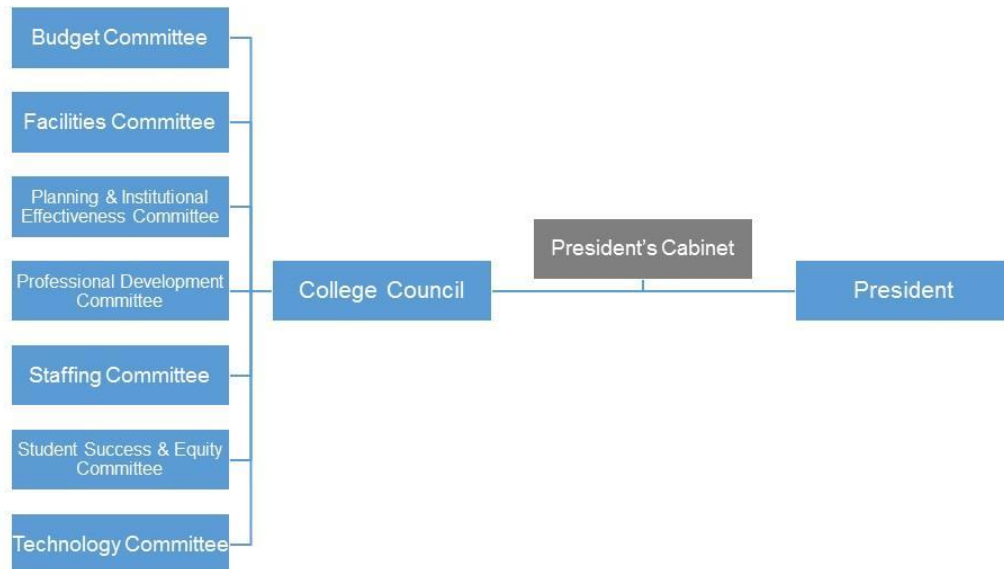 Budget Committee
Facilities Committee
Planning & Institutional
Effectiveness Committee
Professional Development
Committee
Staffing Committee
Student Success & Equity
Committee
Technology Committee
College Council
President’s Cabinet
President